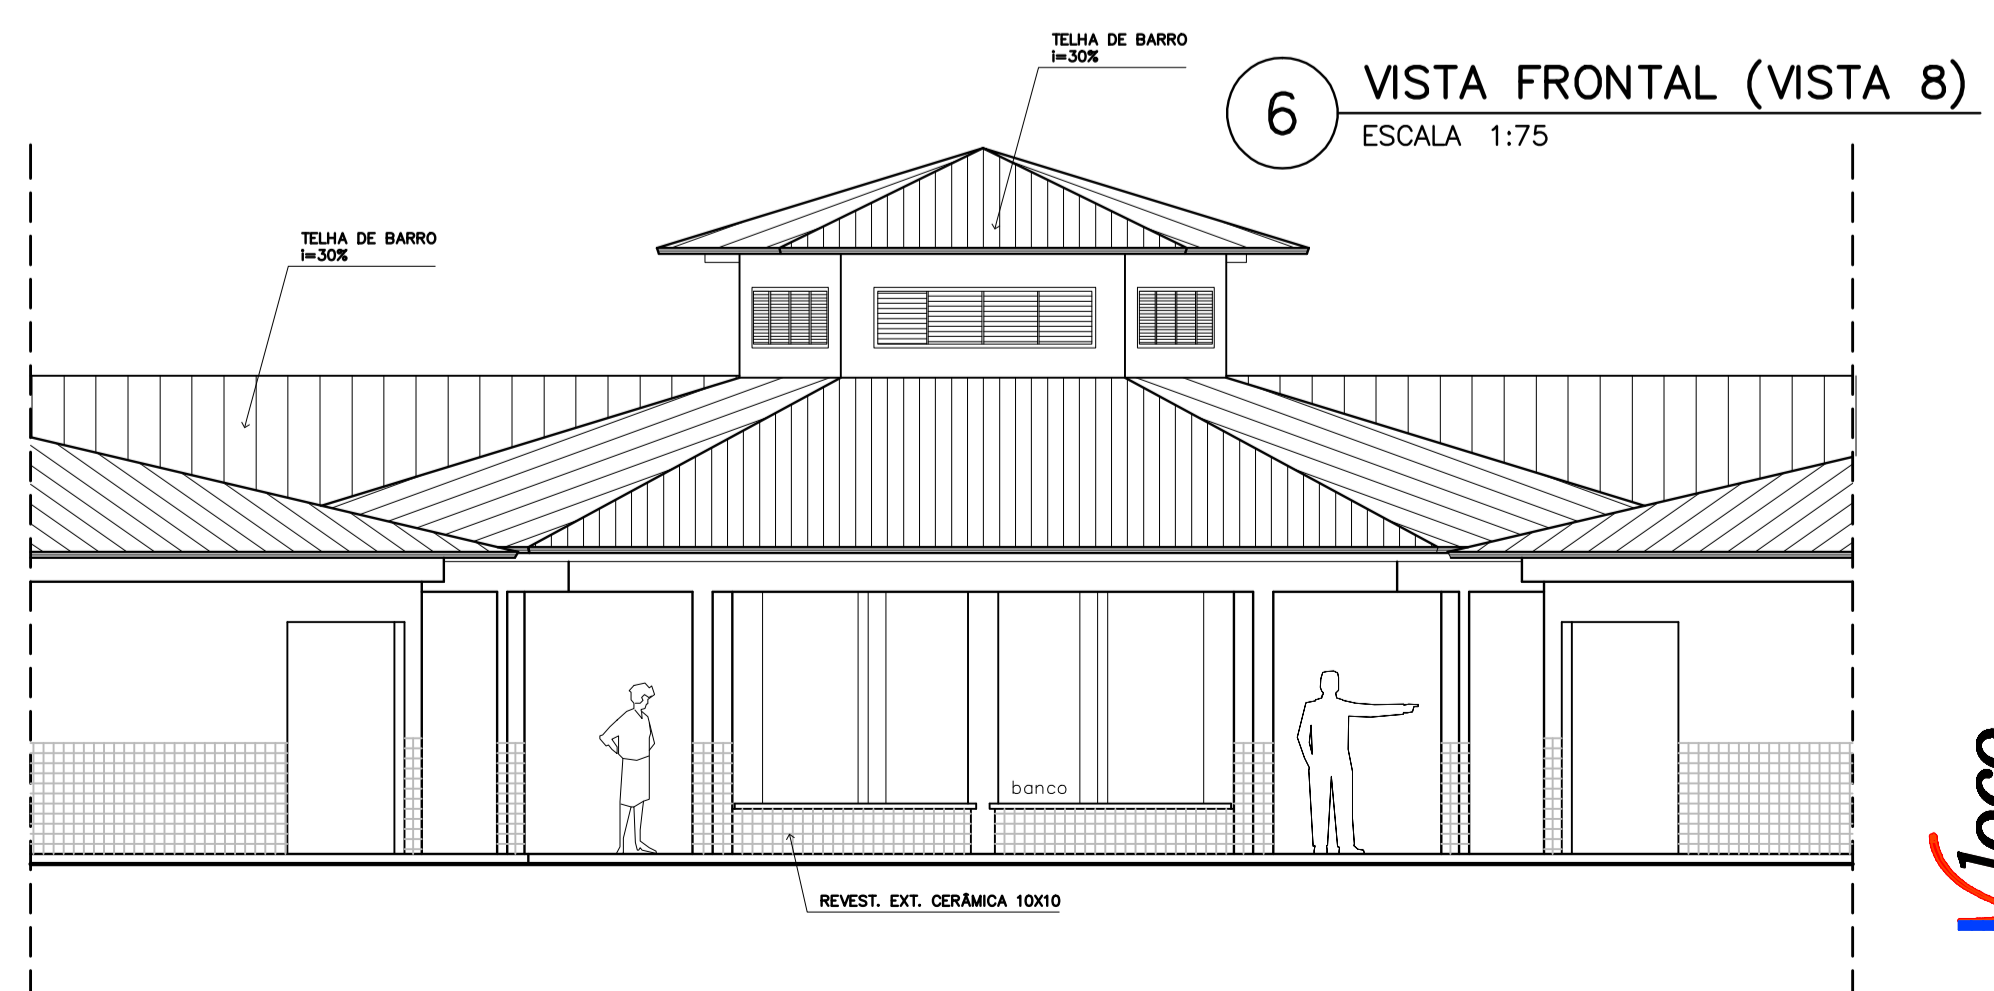 TELHA DE BARRO
i=30%
6
VISTA FRONTAL (VISTA 8)
ESCALA 1:75
TELHA DE BARRO
i=30%
banco
REVEST. EXT. CERÂMICA 10X10